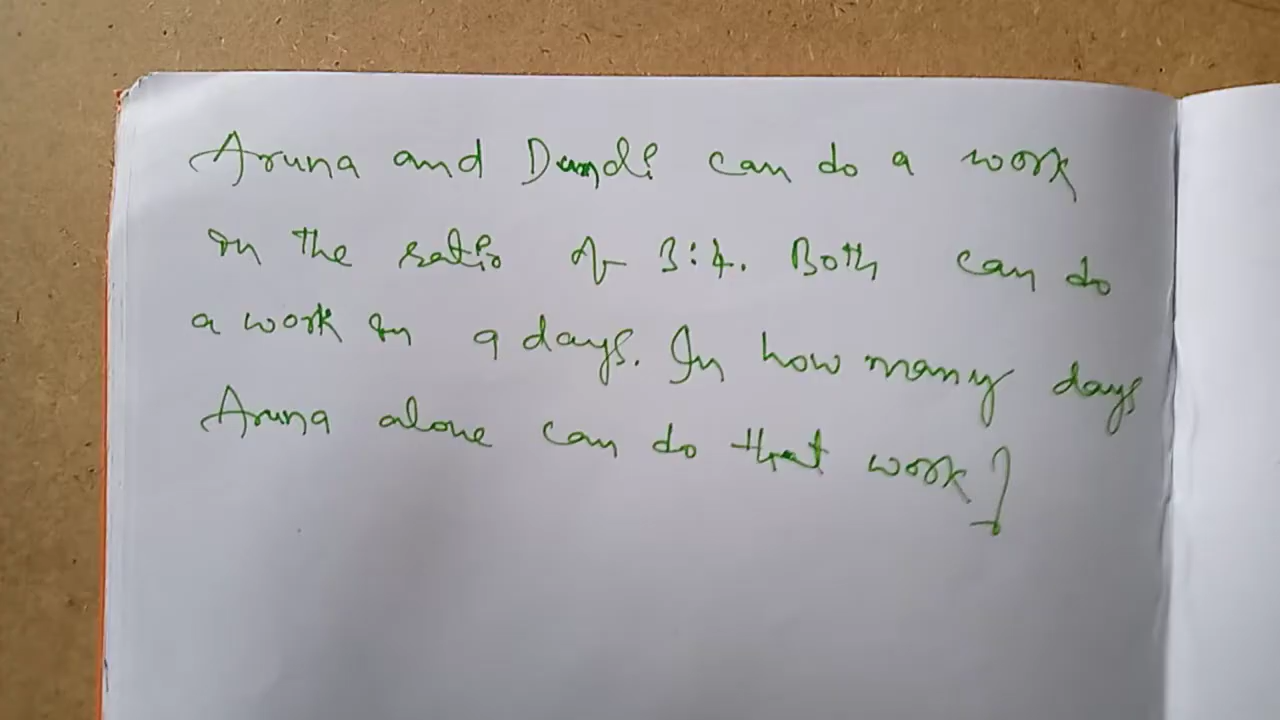 Aruna and Dundi can do a work
in the ratio of 3:4. Both can do
a work in 9 days. In how many days
Aruna alone can do that work?